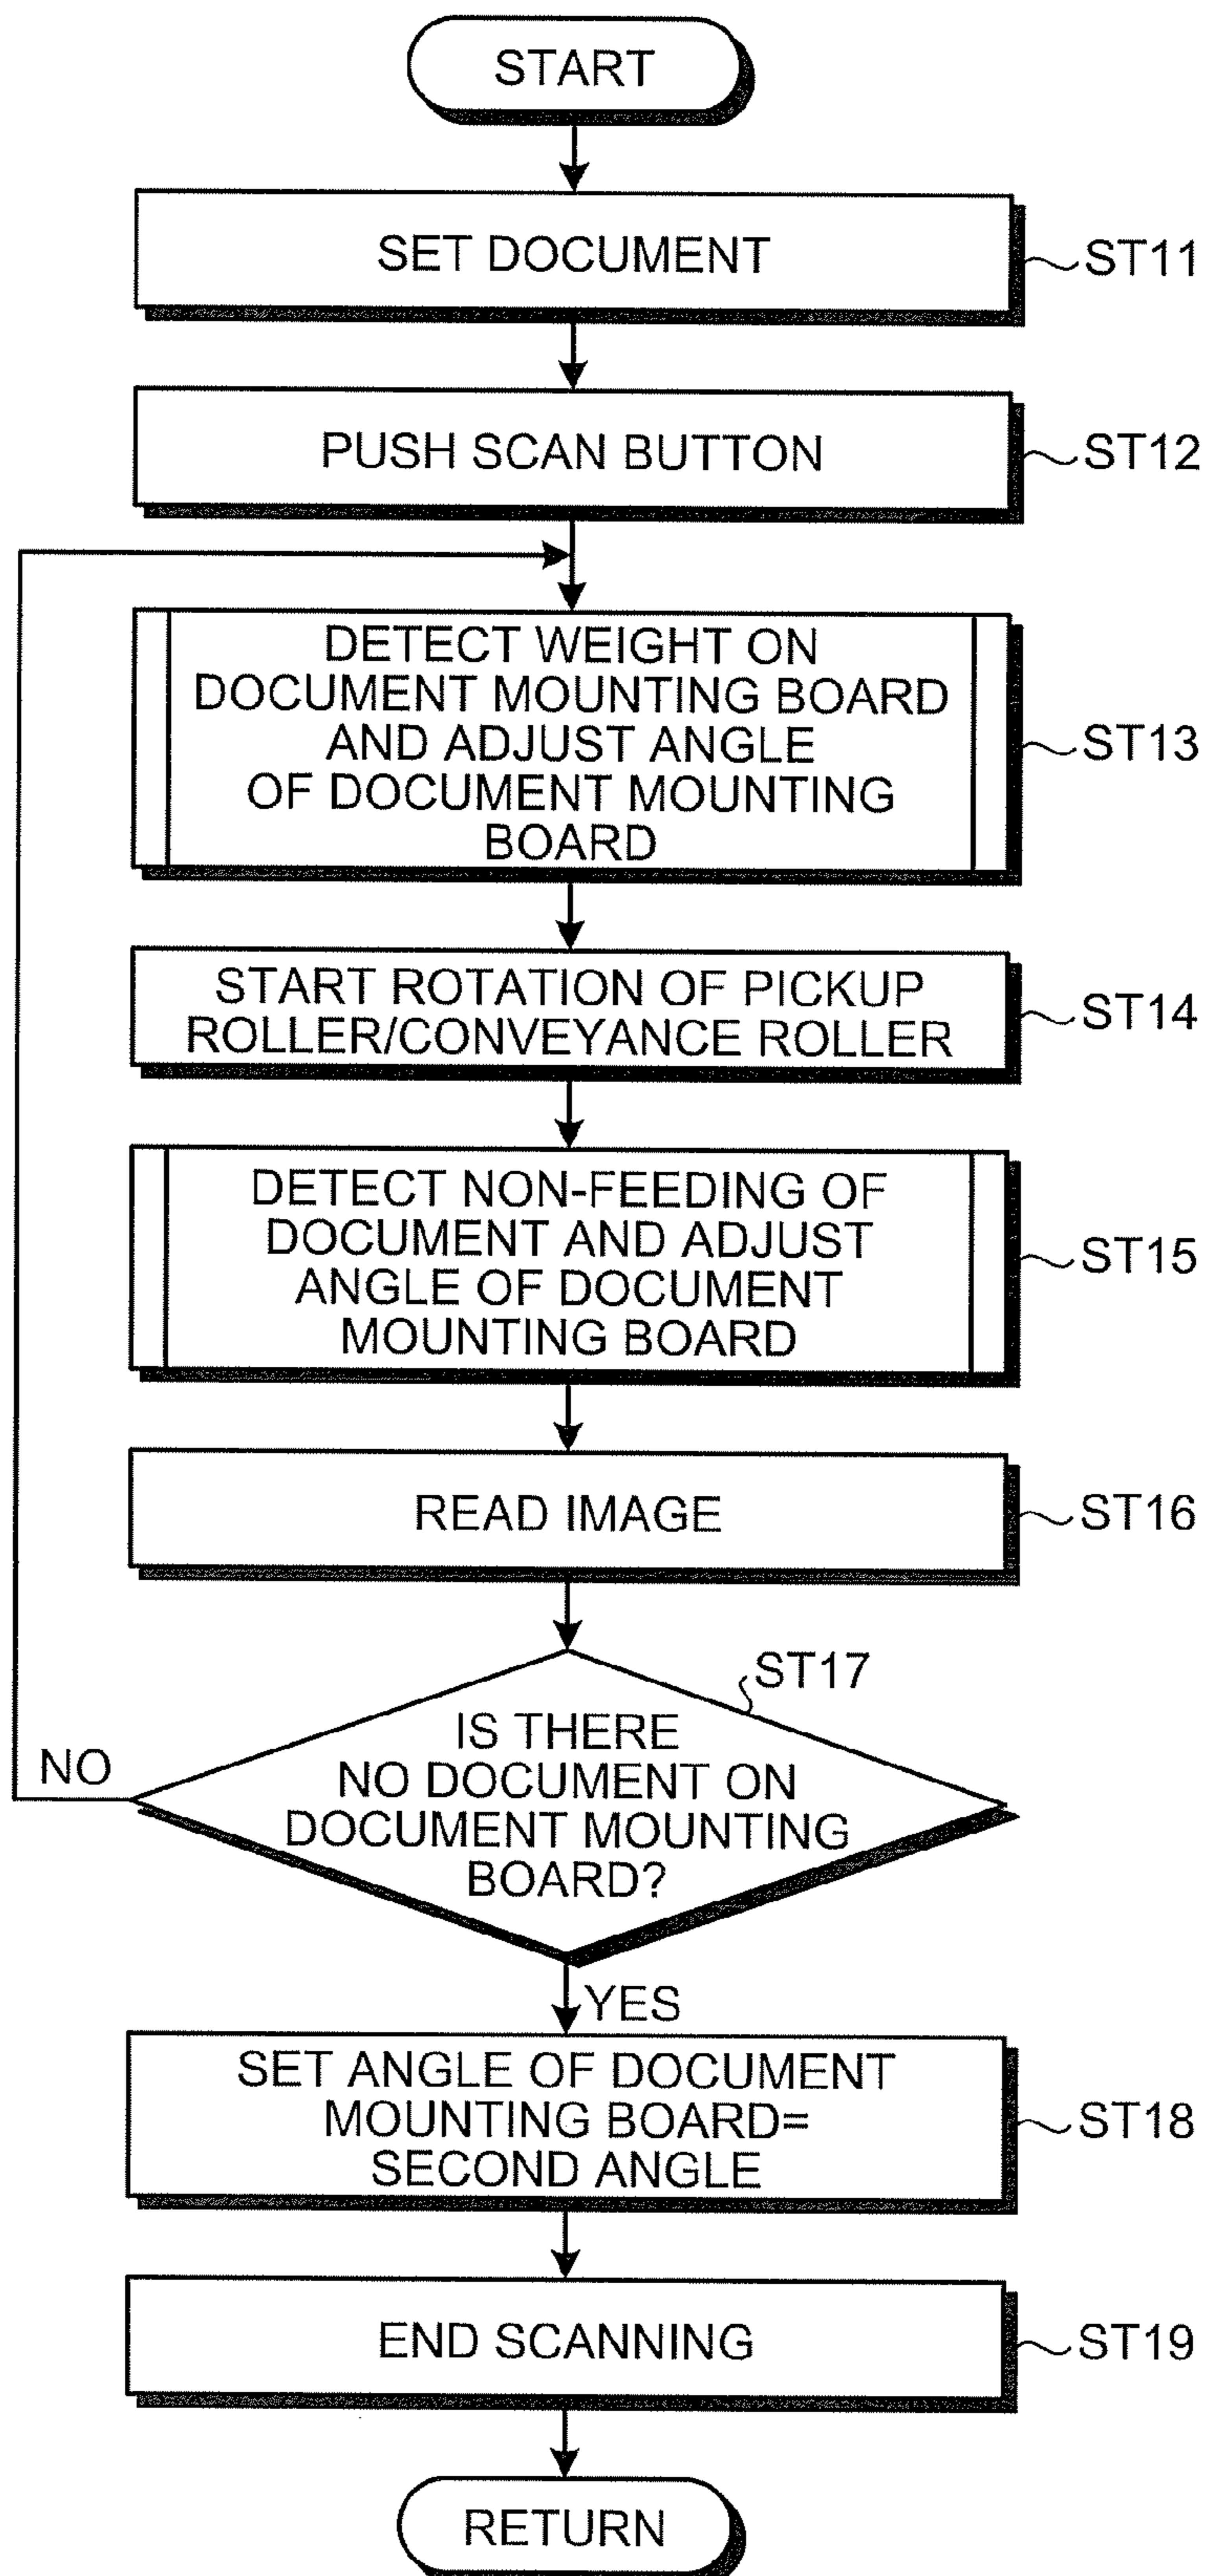 START
SET DOCUMENT
ST11
PUSH SCAN BUTTON
ST12
DETECT WEIGHT ON
DOCUMENT MOUNTING BOARD
AND ADJUST ANGLE
OF DOCUMENT MOUNTING
BOARD
ST13
START ROTATION OF PICKUP
ROLLER/CONVEYANCE ROLLER
ST14
DETECT NON-FEEDING OF
DOCUMENT AND ADJUST
ANGLE OF DOCUMENT
MOUNTING BOARD
ST15
READ IMAGE
ST16
ST17
IS THERE
NO DOCUMENT ON
DOCUMENT MOUNTING
BOARD?
NO
YES
SET ANGLE OF DOCUMENT
MOUNTING BOARD=
SECOND ANGLE
ST18
END SCANNING
ST19
RETURN